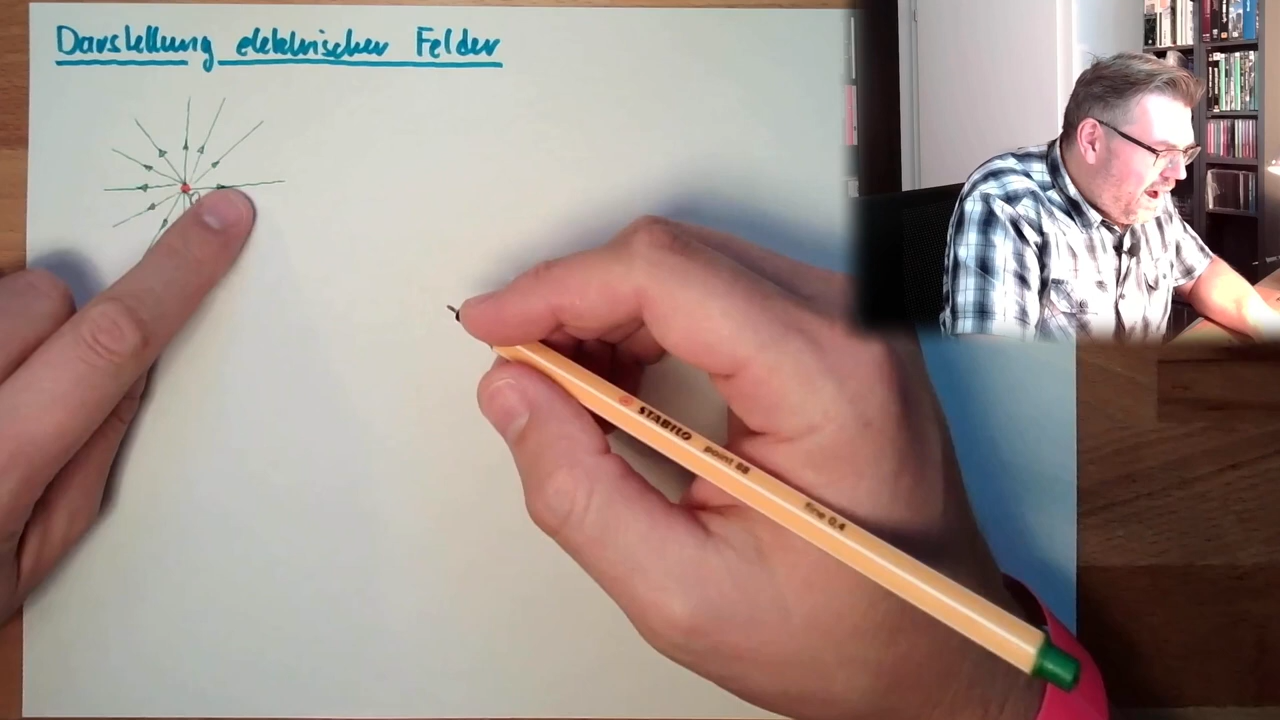 Darstellung elektrischer Felder
STABILO point 88 fine 0,4